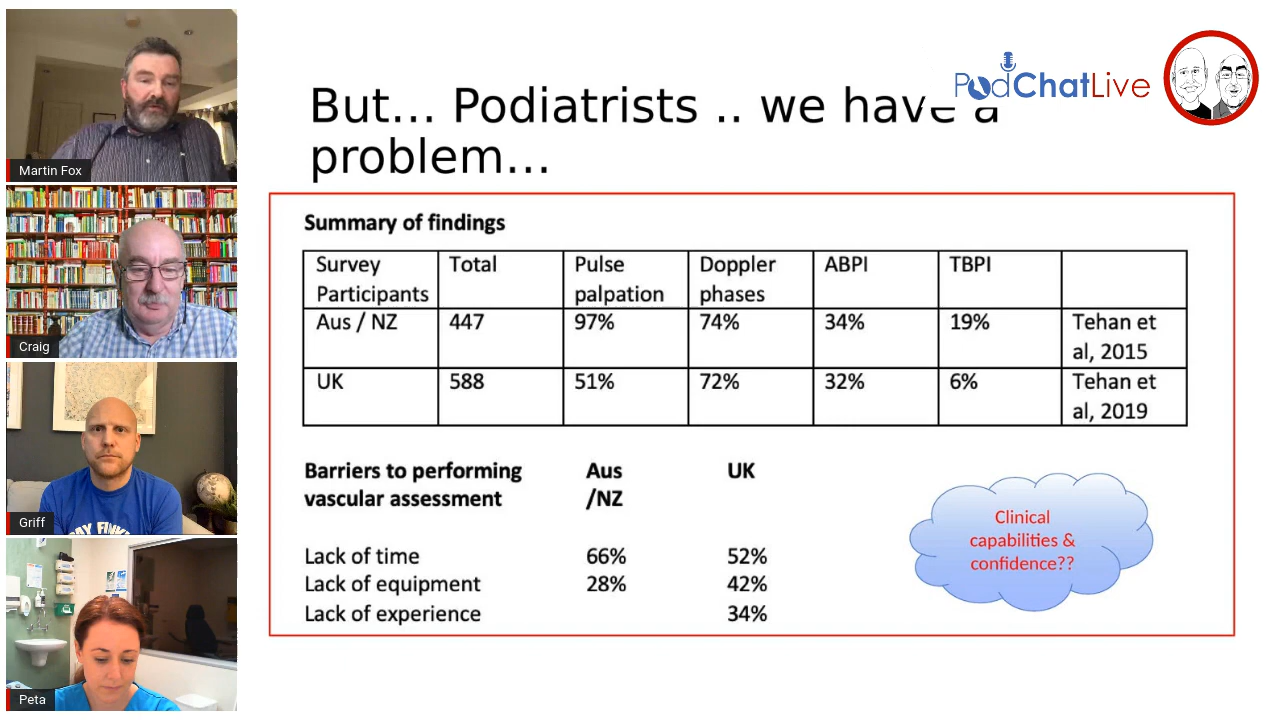 But... Podiatrists .. we have a
problem...
PodChatLive
Summary of findings
Survey Participants Total Pulse palpation Doppler phases ABPI TBPI
Aus / NZ 447 97% 74% 34% 19% Tehan et al, 2015
UK 588 51% 72% 32% 6% Tehan et al, 2019
Barriers to performing vascular assessment Aus /NZ UK
Lack of time 66% 52%
Lack of equipment 28% 42%
Lack of experience 34%
Clinical
capabilities &
confidence??
Martin Fox
Craig
Griff
Peta